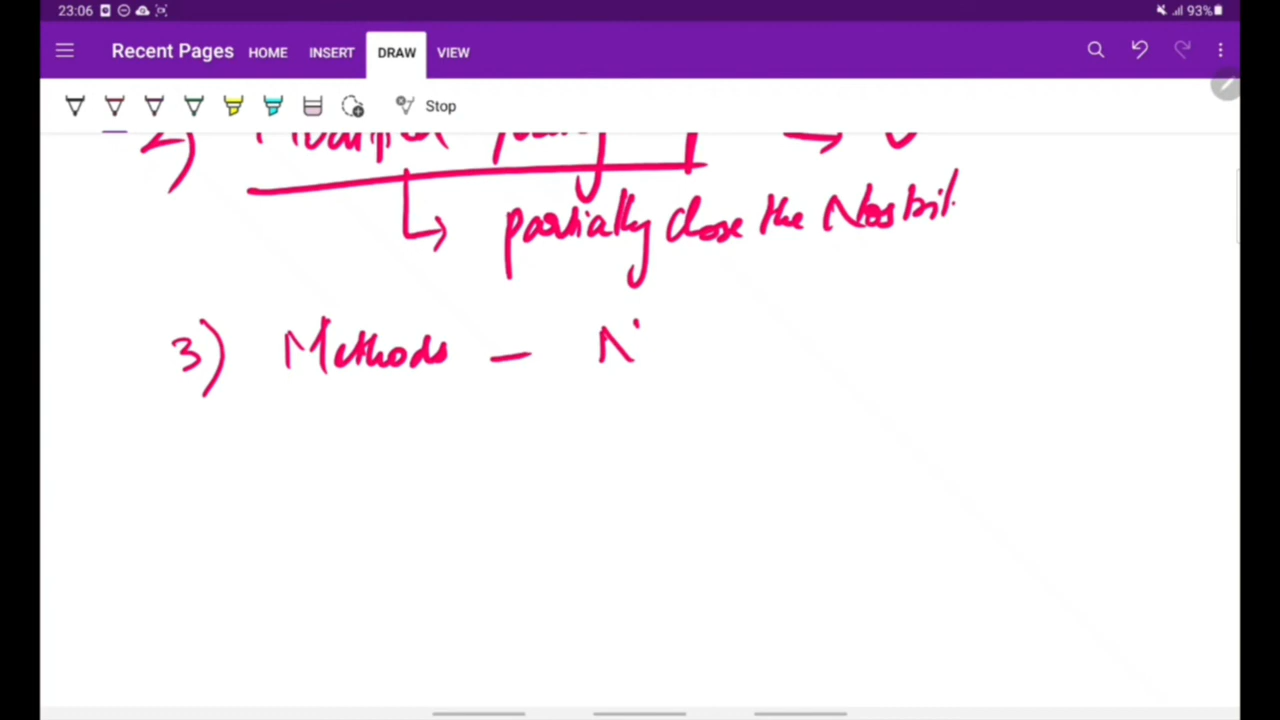 23:06 93%
Recent Pages HOME INSERT DRAW VIEW
Stop
2)
partially close the Nostril.
3) Methods - N